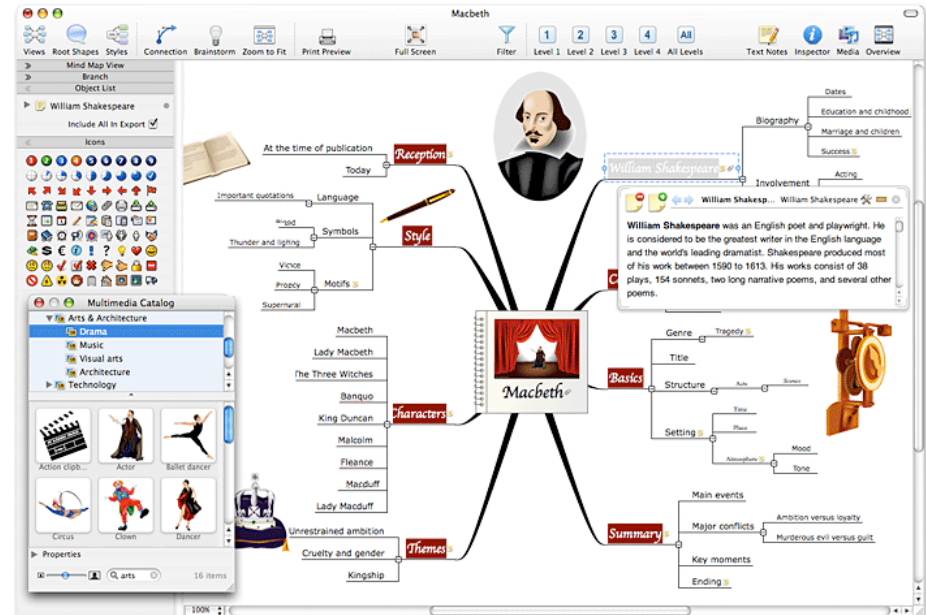 Macbeth
Views Root Shapes Styles Connection Brainstorm Zoom to Fit Print Preview Full Screen Filter Level 1 Level 2 Level 3 Level 4 All Levels Text Notes Inspector Media Overview
1 2 3 4 All
Mind Map View
Branch
Object List
William Shakespeare
Include All In Export
Icons
Multimedia Catalog
Arts & Architecture
Drama
Music
Visual arts
Architecture
Technology
Action clipb... Actor Ballet dancer
Circus Clown Dancer
Properties
arts 16 items
Reception
At the time of publication
Today
Style
Language
Important quotations
Symbols
Thunder and lighting
Motifs
Characters
Macbeth
Lady Macbeth
The Three Witches
Banquo
King Duncan
Malcolm
Fleance
Macduff
Lady Macduff
Themes
Unrestrained ambition
Cruelty and gender
Kingship
Macbeth
William Shakespeare
Biography
Dates
Education and childhood
Marriage and children
Success
Involvement
Acting
William Shakesp... William Shakespeare
William Shakespeare was an English poet and playwright. He
is considered to be the greatest writer in the English language
and the world's leading dramatist. Shakespeare produced most
of his work between 1590 to 1613. His works consist of 38
plays, 154 sonnets, two long narrative poems, and several other
poems.
Basics
Genre
Tragedy
Title
Structure
Acts
Scenes
Setting
Time
Place
Atmosphere
Mood
Tone
Summary
Main events
Major conflicts
Ambition versus loyalty
Murderous evil versus guilt
Key moments
Ending
100%